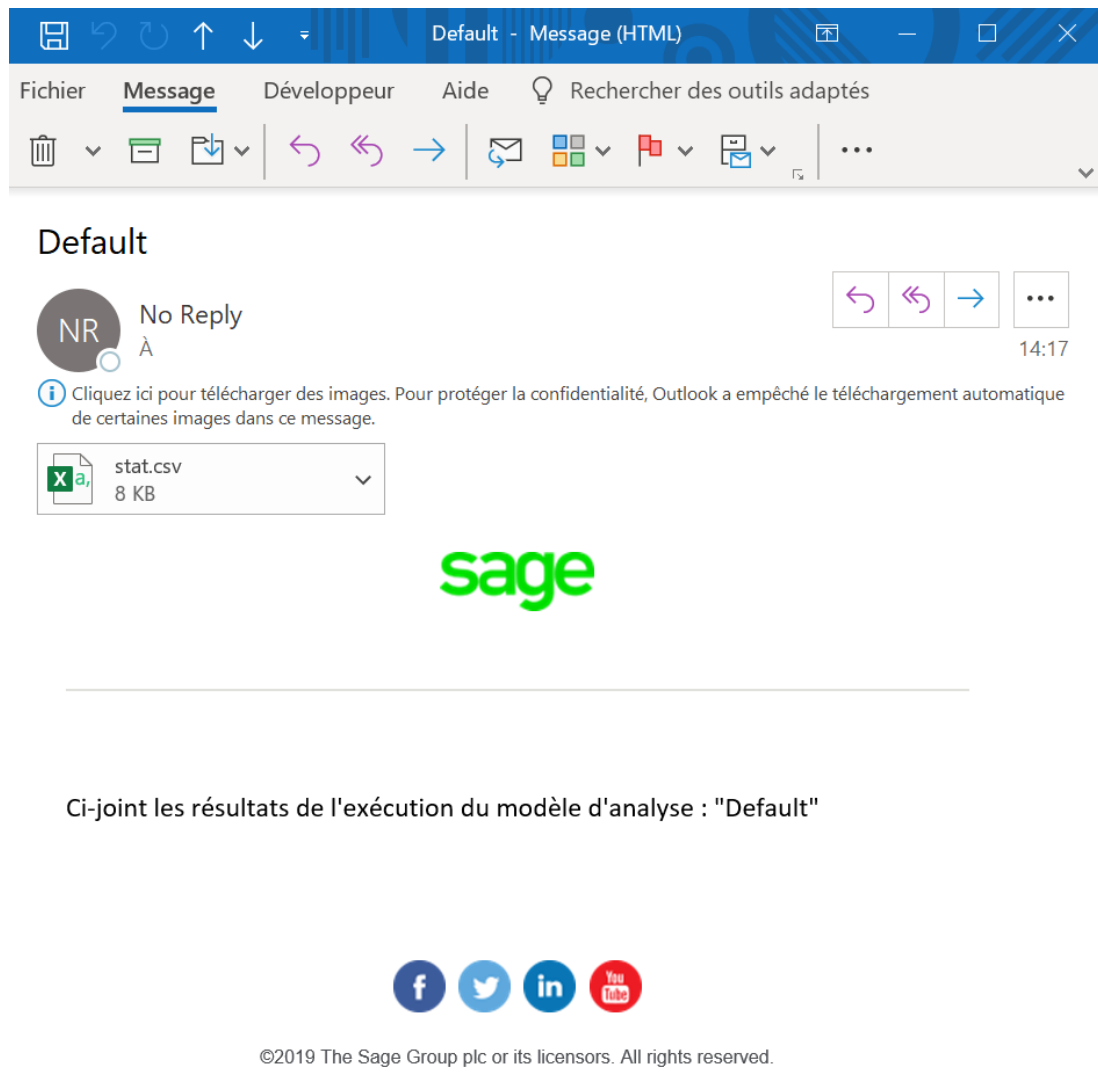 Default - Message (HTML)
Fichier Message Développeur Aide Rechercher des outils adaptés
Default
NR
No Reply
À
14:17
Cliquez ici pour télécharger des images. Pour protéger la confidentialité, Outlook a empêché le téléchargement automatique
de certaines images dans ce message.
X a,
stat.csv
8 KB
sage
Ci-joint les résultats de l'exécution du modèle d'analyse : "Default"
f in You Tube
©2019 The Sage Group plc or its licensors. All rights reserved.